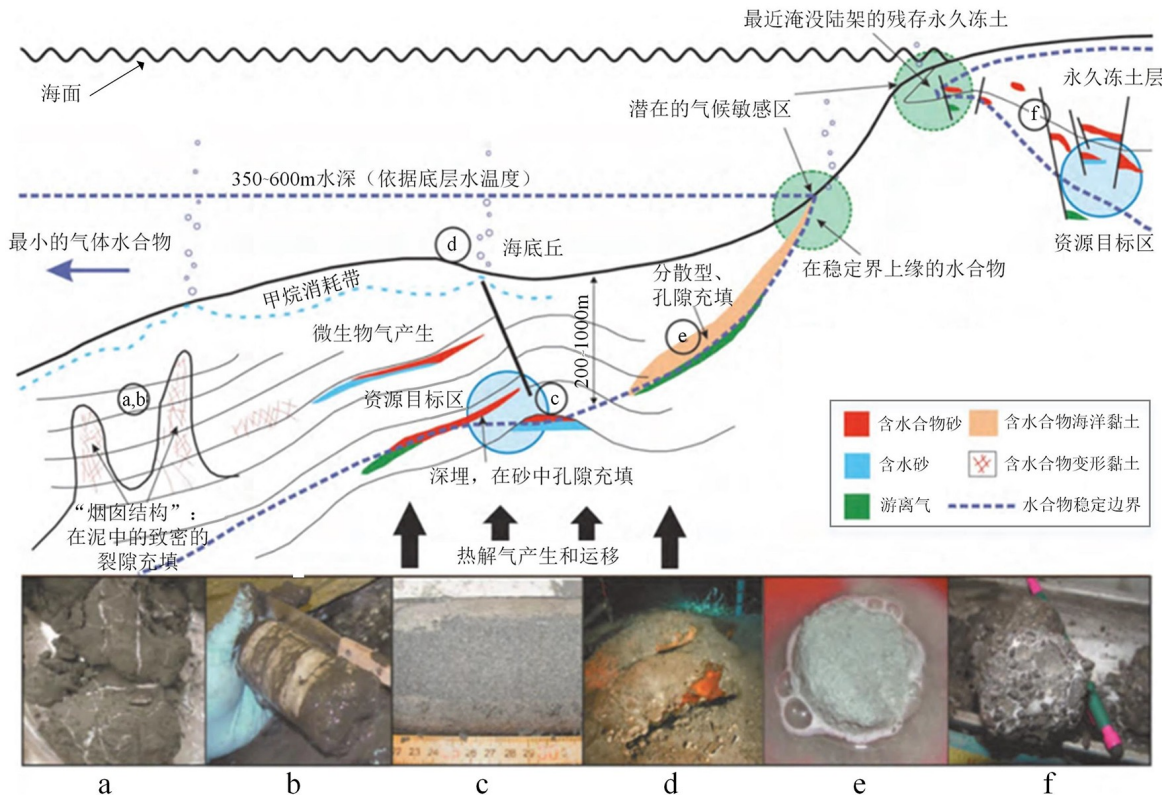 最近淹没陆架的残存永久冻土
海面
永久冻土层
潜在的气候敏感区
f
350-600m水深（依据底层水温度）
最小的气体水合物
d
海底丘
资源目标区
在稳定界上缘的水合物
甲烷消耗带
分散型、
孔隙充填
微生物气产生
200-1000m
e
a,b
资源目标区
c
深埋，在砂中孔隙充填
“烟囱结构”：
在泥中的致密的
裂隙充填
热解气产生和运移
含水合物砂
含水合物海洋黏土
含水砂
含水合物变形黏土
游离气
水合物稳定边界
a
b
c
d
e
f